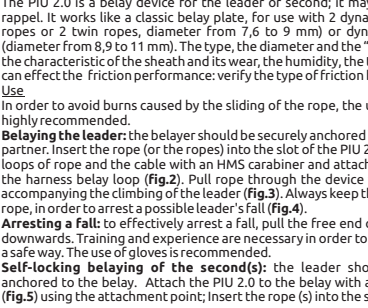 The PIU 2.0 is a belay device for the leader or second; it may
rappel. It works like a classic belay plate, for use with 2 dyna
ropes or 2 twin ropes, diameter from 7,6 to 9 mm) or dyn
(diameter from 8,9 to 11 mm). The type, the diameter and the "
the characteristic of the sheath and its wear, the humidity, the
can effect the friction performance: verify the type of friction
Use
In order to avoid burns caused by the sliding of the rope, the u
highly recommended.
Belaying the leader: the belayer should be securely anchored
partner. Insert the rope (or the ropes) into the slot of the PIU 2
loops of rope and the cable with an HMS carabiner and attach
the harness belay loop (fig.2). Pull rope through the device
accompanying the climbing of the leader (fig.3). Always keep th
rope, in order to arrest a possible leader's fall (fig.4).
Arresting a fall: to effectively arrest a fall, pull the free end o
downwards. Training and experience are necessary in order to
a safe way. The use of gloves is recommended.
Self-locking belaying of the second(s): the leader sho
anchored to the belay. Attach the PIU 2.0 to the belay with a
(fig.5) using the attachment point; Insert the rope (s) into the s